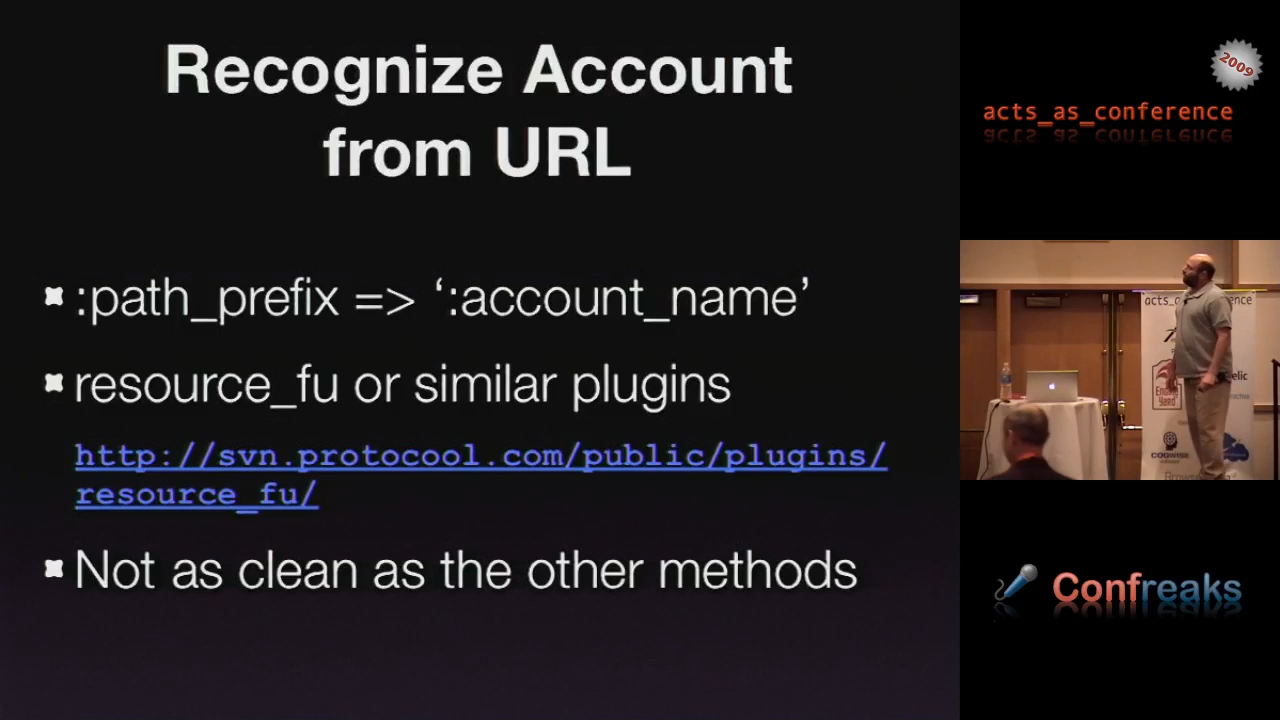 Recognize Account
from URL
:path_prefix => ‘:account_name’
resource_fu or similar plugins
http://svn.protocool.com/public/plugins/
resource_fu/
Not as clean as the other methods
2009
acts_as_conference
Confreaks